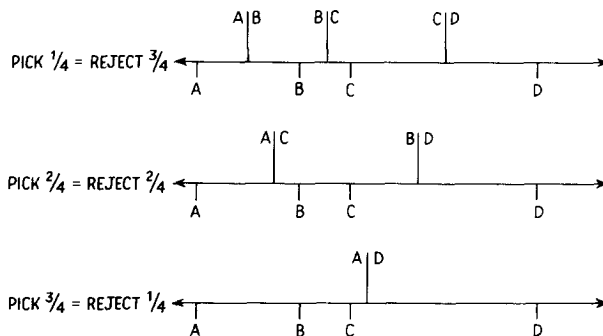 A B B C C D
PICK 1/4 = REJECT 3/4
A B C D
A C B D
PICK 2/4 = REJECT 2/4
A B C D
A D
PICK 3/4 = REJECT 1/4
A B C D